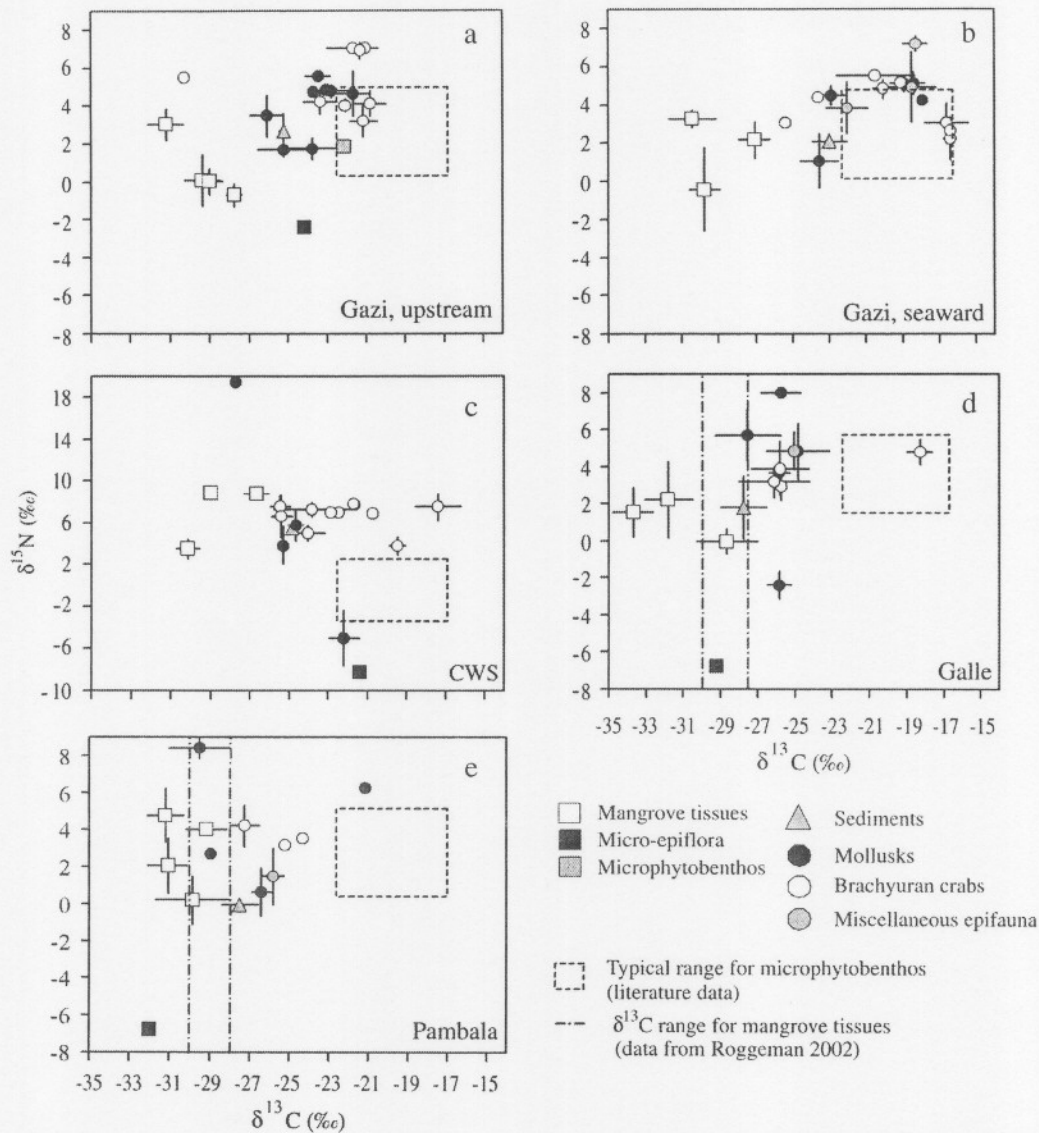 8
6
4
2
0
-2
-4
-6
-8
a
Gazi, upstream
8
6
4
2
0
-2
-4
-6
-8
b
Gazi, seaward
δ15N (‰)
18
14
10
6
2
-2
-6
-10
c
CWS
8
6
4
2
0
-2
-4
-6
-8
d
Galle
-35 -33 -31 -29 -27 -25 -23 -21 -19 -17 -15
δ13C (‰)
8
6
4
2
0
-2
-4
-6
-8
e
Pambala
-35 -33 -31 -29 -27 -25 -23 -21 -19 -17 -15
δ13C (‰)
Mangrove tissues
Micro-epiflora
Microphytobenthos
Sediments
Mollusks
Brachyuran crabs
Miscellaneous epifauna
Typical range for microphytobenthos
(literature data)
δ13C range for mangrove tissues
(data from Roggeman 2002)